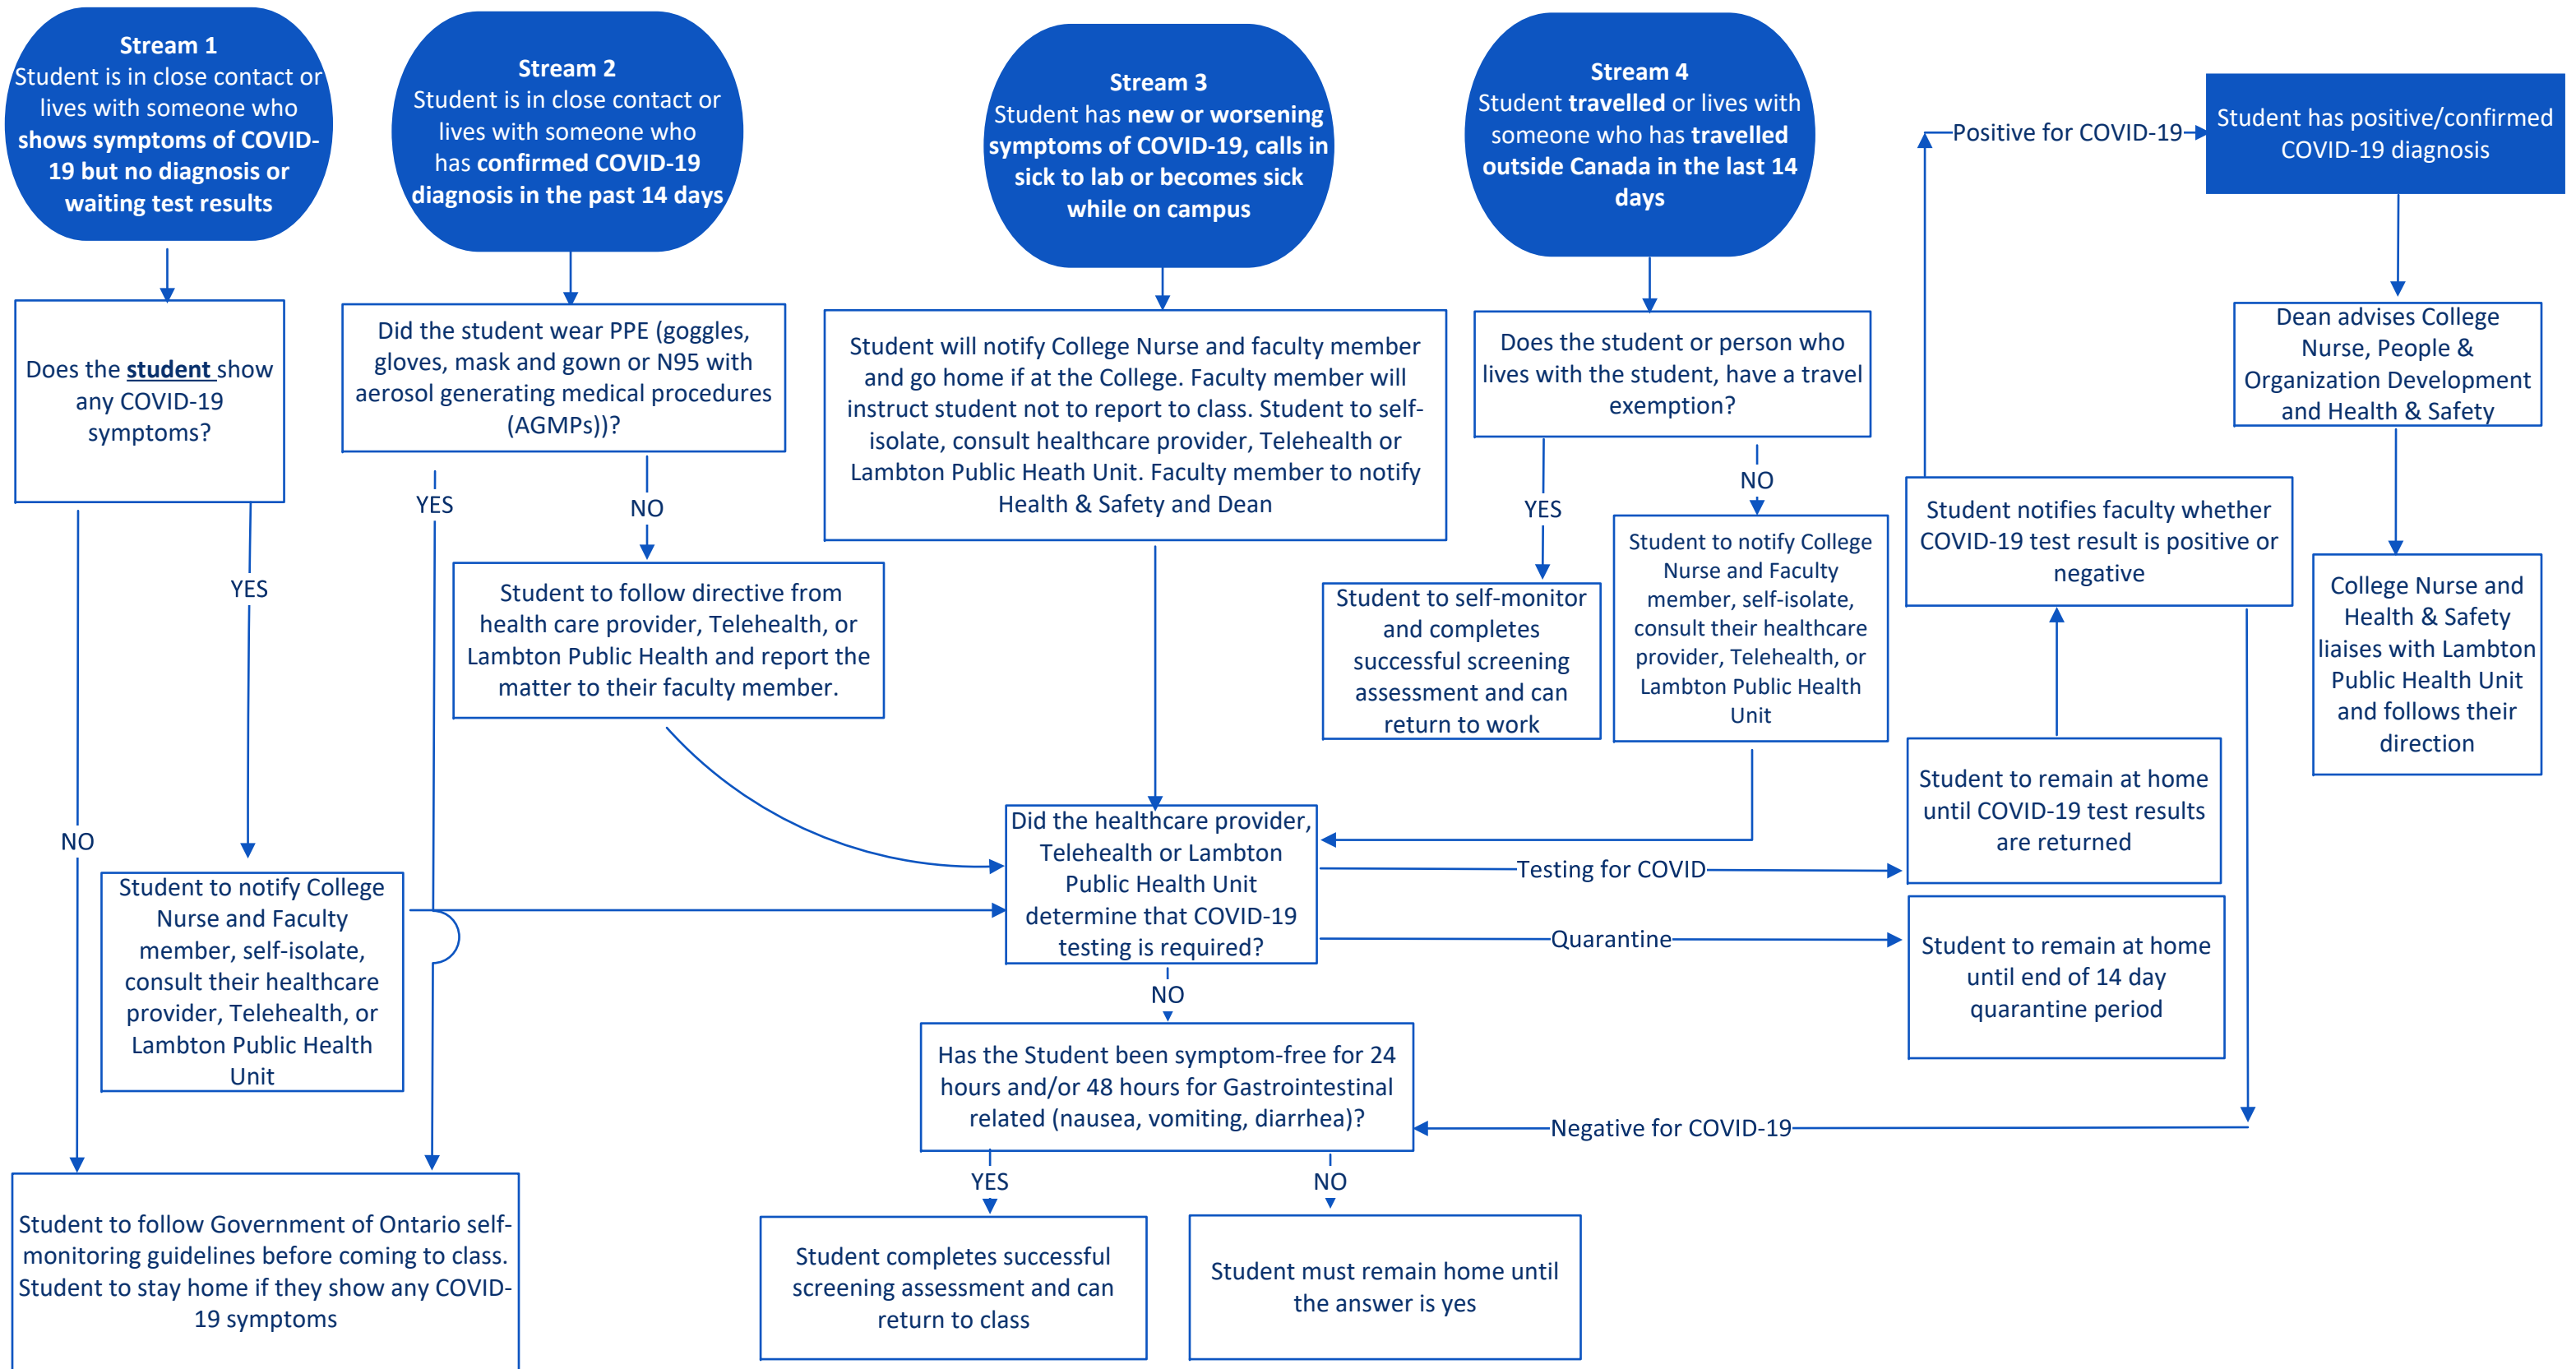 Stream 1
Student is in close contact or
lives with someone who
shows symptoms of COVID-
19 but no diagnosis or
waiting test results
Stream 2
Student is in close contact or
lives with someone who
has confirmed COVID-19
diagnosis in the past 14 days
Stream 3
Student has new or worsening
symptoms of COVID-19, calls in
sick to lab or becomes sick
while on campus
Stream 4
Student travelled or lives with
someone who has travelled
outside Canada in the last 14
days
Positive for COVID-19
Student has positive/confirmed
COVID-19 diagnosis
Does the student show
any COVID-19
symptoms?
Did the student wear PPE (goggles,
gloves, mask and gown or N95 with
aerosol generating medical procedures
(AGMPs))?
Student will notify College Nurse and faculty member
and go home if at the College. Faculty member will
instruct student not to report to class. Student to self-
isolate, consult healthcare provider, Telehealth or
Lambton Public Heath Unit. Faculty member to notify
Health & Safety and Dean
Does the student or person who
lives with the student, have a travel
exemption?
Dean advises College
Nurse, People &
Organization Development
and Health & Safety
YES
NO
YES
NO
YES
NO
Student notifies faculty whether
COVID-19 test result is positive or
negative
Student to follow directive from
health care provider, Telehealth, or
Lambton Public Health and report the
matter to their faculty member.
Student to self-monitor
and completes
successful screening
assessment and can
return to work
Student to notify College
Nurse and Faculty
member, self-isolate,
consult their healthcare
provider, Telehealth, or
Lambton Public Health
Unit
College Nurse and
Health & Safety
liaises with Lambton
Public Health Unit
and follows their
direction
Student to remain at home
until COVID-19 test results
are returned
Did the healthcare provider,
Telehealth or Lambton
Public Health Unit
determine that COVID-19
testing is required?
Testing for COVID
Quarantine
Student to notify College
Nurse and Faculty
member, self-isolate,
consult their healthcare
provider, Telehealth, or
Lambton Public Health
Unit
Student to remain at home
until end of 14 day
quarantine period
NO
Has the Student been symptom-free for 24
hours and/or 48 hours for Gastrointestinal
related (nausea, vomiting, diarrhea)?
Negative for COVID-19
YES
NO
Student to follow Government of Ontario self-
monitoring guidelines before coming to class.
Student to stay home if they show any COVID-
19 symptoms
Student completes successful
screening assessment and can
return to class
Student must remain home until
the answer is yes